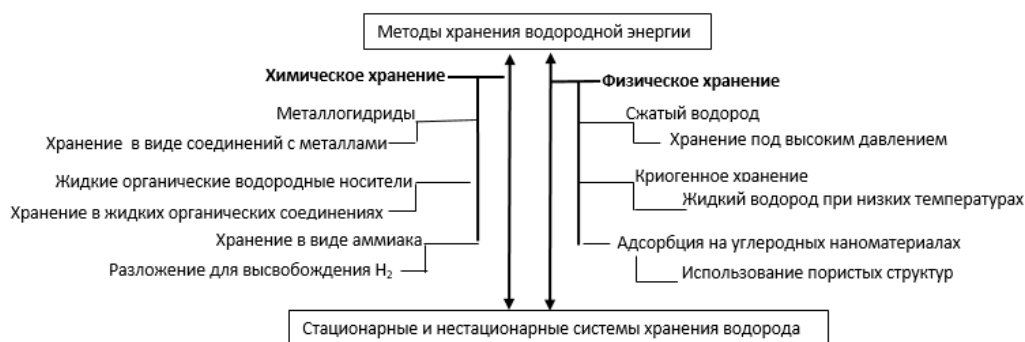 Методы хранения водородной энергии
Химическое хранение
Металлогидриды
Хранение в виде соединений с металлами
Жидкие органические водородные носители
Хранение в жидких органических соединениях
Хранение в виде аммиака
Разложение для высвобождения H₂
Физическое хранение
Сжатый водород
Хранение под высоким давлением
Криогенное хранение
Жидкий водород при низких температурах
Адсорбция на углеродных наноматериалах
Использование пористых структур
Стационарные и нестационарные системы хранения водорода